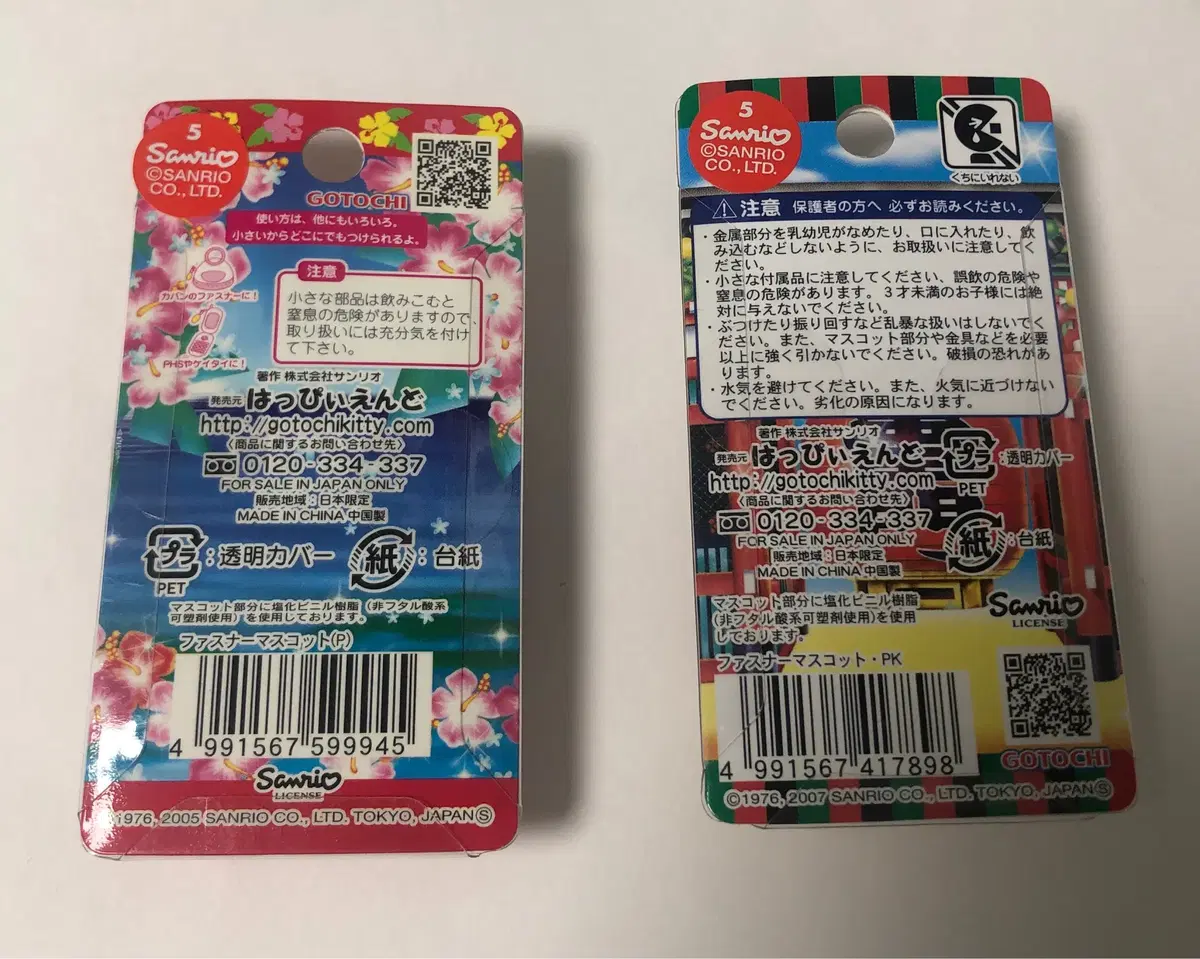 5
Sanrio
©SANRIO
CO., LTD.
GOTOCHI
使い方は、他にもいろいろ。
小さいからどこにでもつけられるよ。
カバンのファスナーに!
PHSやケイタイに!
注意
小さな部品は飲みこむと
窒息の危険がありますので、
取り扱いには充分気を付け
て下さい。
著作 株式会社サンリオ
発売元 はっぴぃえんど
http://gotochikitty.com
〈商品に関するお問い合わせ先〉
0120-334-337
FOR SALE IN JAPAN ONLY
販売地域:日本限定
MADE IN CHINA 中国製
プラ:透明カバー 紙:台紙
PET
マスコット部分に塩化ビニル樹脂(非フタル酸系
可塑剤使用)を使用しております。
ファスナーマスコット(P)
4 991567 599945
Sanrio
LICENSE
©1976, 2005 SANRIO CO., LTD. TOKYO, JAPAN Ⓢ
5
Sanrio
©SANRIO
CO., LTD.
くちにいれない
注意 保護者の方へ 必ずお読みください。
・金属部分を乳幼児がなめたり、口に入れたり、飲
み込むなどしないように、お取扱いに注意してく
ださい。
・小さな付属品に注意してください、誤飲の危険や
窒息の危険があります。3才未満のお子様には絶
対に与えないでください。
・ぶつけたり振り回すなど乱暴な扱いはしないでく
ださい。また、マスコット部分や金具などを必要
以上に強く引かないでください。破損の恐れがあ
ります。
・水気を避けてください。また、火気に近づけない
でください。劣化の原因になります。
著作 株式会社サンリオ
発売元 はっぴぃえんど
http://gotochikitty.com
〈商品に関するお問い合わせ先〉
0120-334-337
FOR SALE IN JAPAN ONLY
販売地域:日本限定
MADE IN CHINA 中国製
プラ:透明カバー
PET
紙:台紙
マスコット部分に塩化ビニル樹脂
(非フタル酸系可塑剤使用)を使用
しております。
Sanrio
LICENSE
ファスナーマスコット・PK
4 991567 417898
GOTOCHI
©1976, 2007 SANRIO CO., LTD. TOKYO, JAPAN Ⓢ